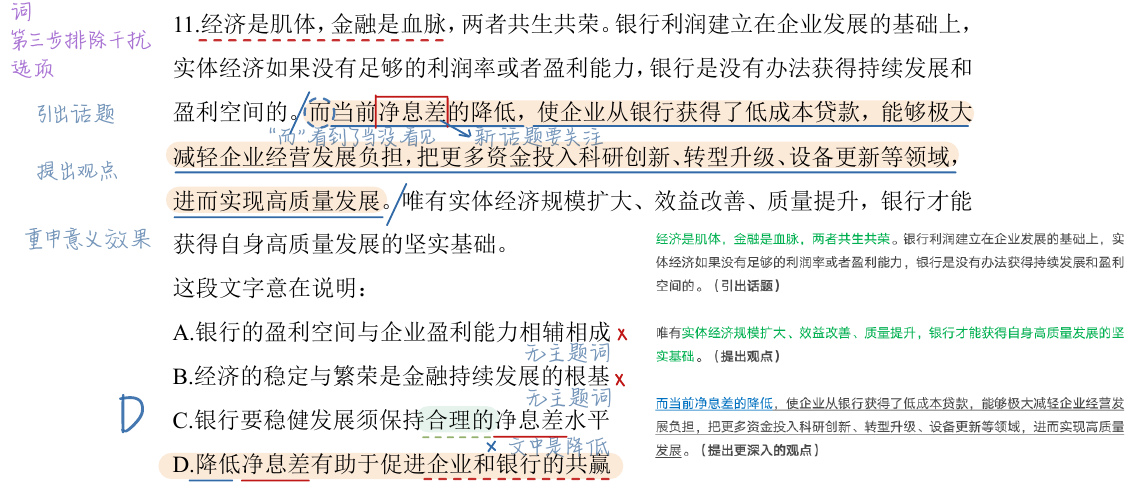 词
第三步排除干扰
选项
引出话题
提出观点
重申意义效果
11.经济是肌体，金融是血脉，两者共生共荣。银行利润建立在企业发展的基础上，
实体经济如果没有足够的利润率或者盈利能力，银行是没有办法获得持续发展和
盈利空间的。而当前净息差的降低，使企业从银行获得了低成本贷款，能够极大
“而”看到了当没看见
新话题要关注
减轻企业经营发展负担，把更多资金投入科研创新、转型升级、设备更新等领域，
进而实现高质量发展。唯有实体经济规模扩大、效益改善、质量提升，银行才能
获得自身高质量发展的坚实基础。
这段文字意在说明：
A.银行的盈利空间与企业盈利能力相辅相成 ×
无主题词
B.经济的稳定与繁荣是金融持续发展的根基 ×
无主题词
C.银行要稳健发展须保持合理的净息差水平
× 文中是降低
D.降低净息差有助于促进企业和银行的共赢
D
经济是肌体，金融是血脉，两者共生共荣。银行利润建立在企业发展的基础上，实
体经济如果没有足够的利润率或者盈利能力，银行是没有办法获得持续发展和盈利
空间的。（引出话题）
唯有实体经济规模扩大、效益改善、质量提升，银行才能获得自身高质量发展的坚
实基础。（提出观点）
而当前净息差的降低，使企业从银行获得了低成本贷款，能够极大减轻企业经营发
展负担，把更多资金投入科研创新、转型升级、设备更新等领域，进而实现高质量
发展。（提出更深入的观点）